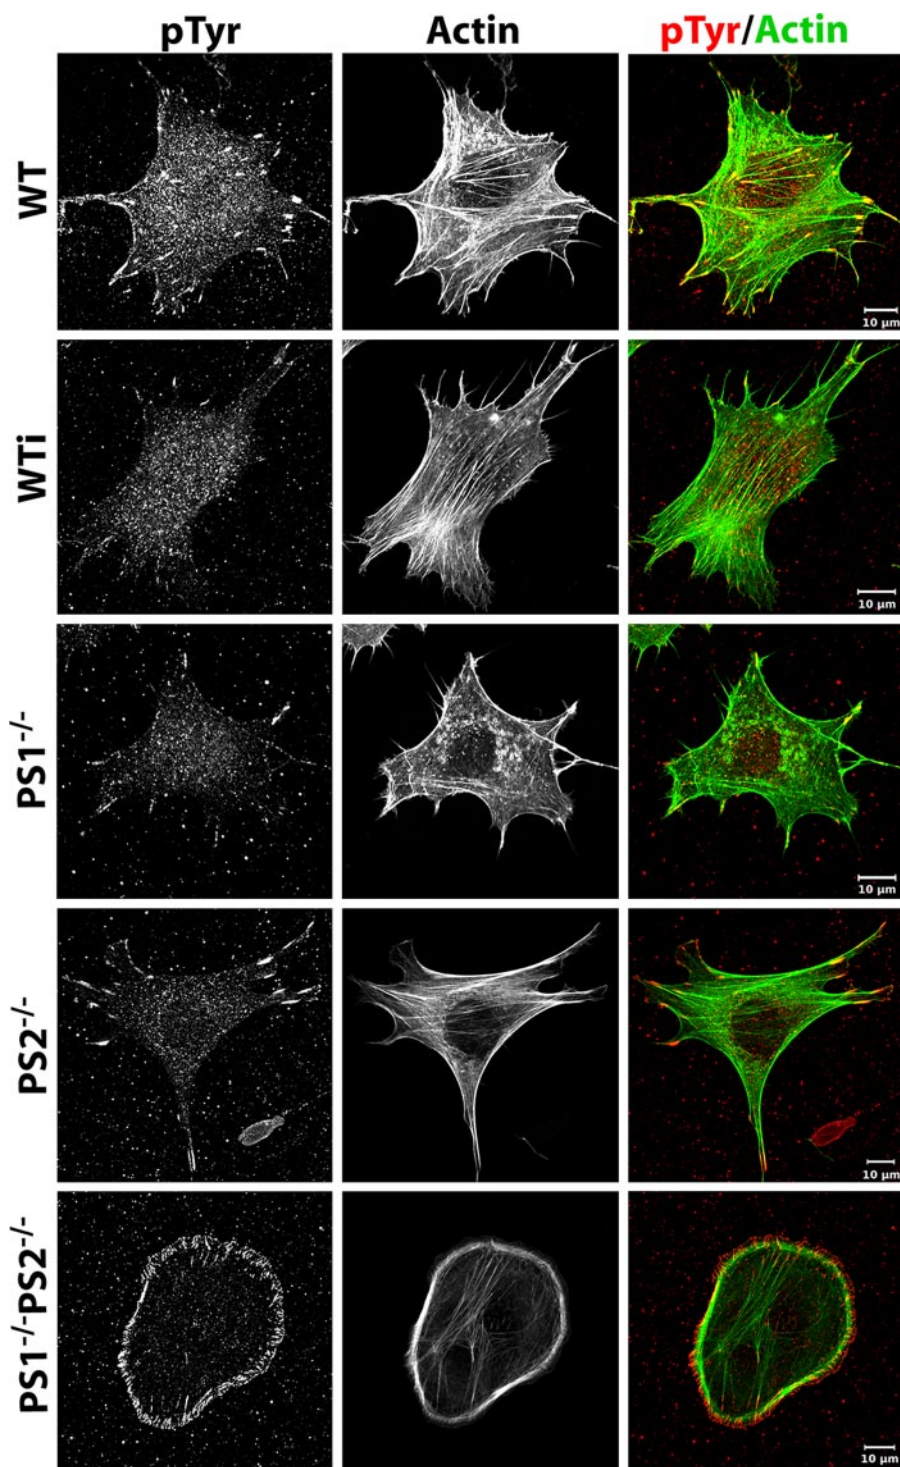 pTyr Actin pTyr/Actin
WT
10 µm
WTi
10 µm
PS1-/-
10 µm
PS2-/-
10 µm
PS1-/-PS2-/-
10 µm